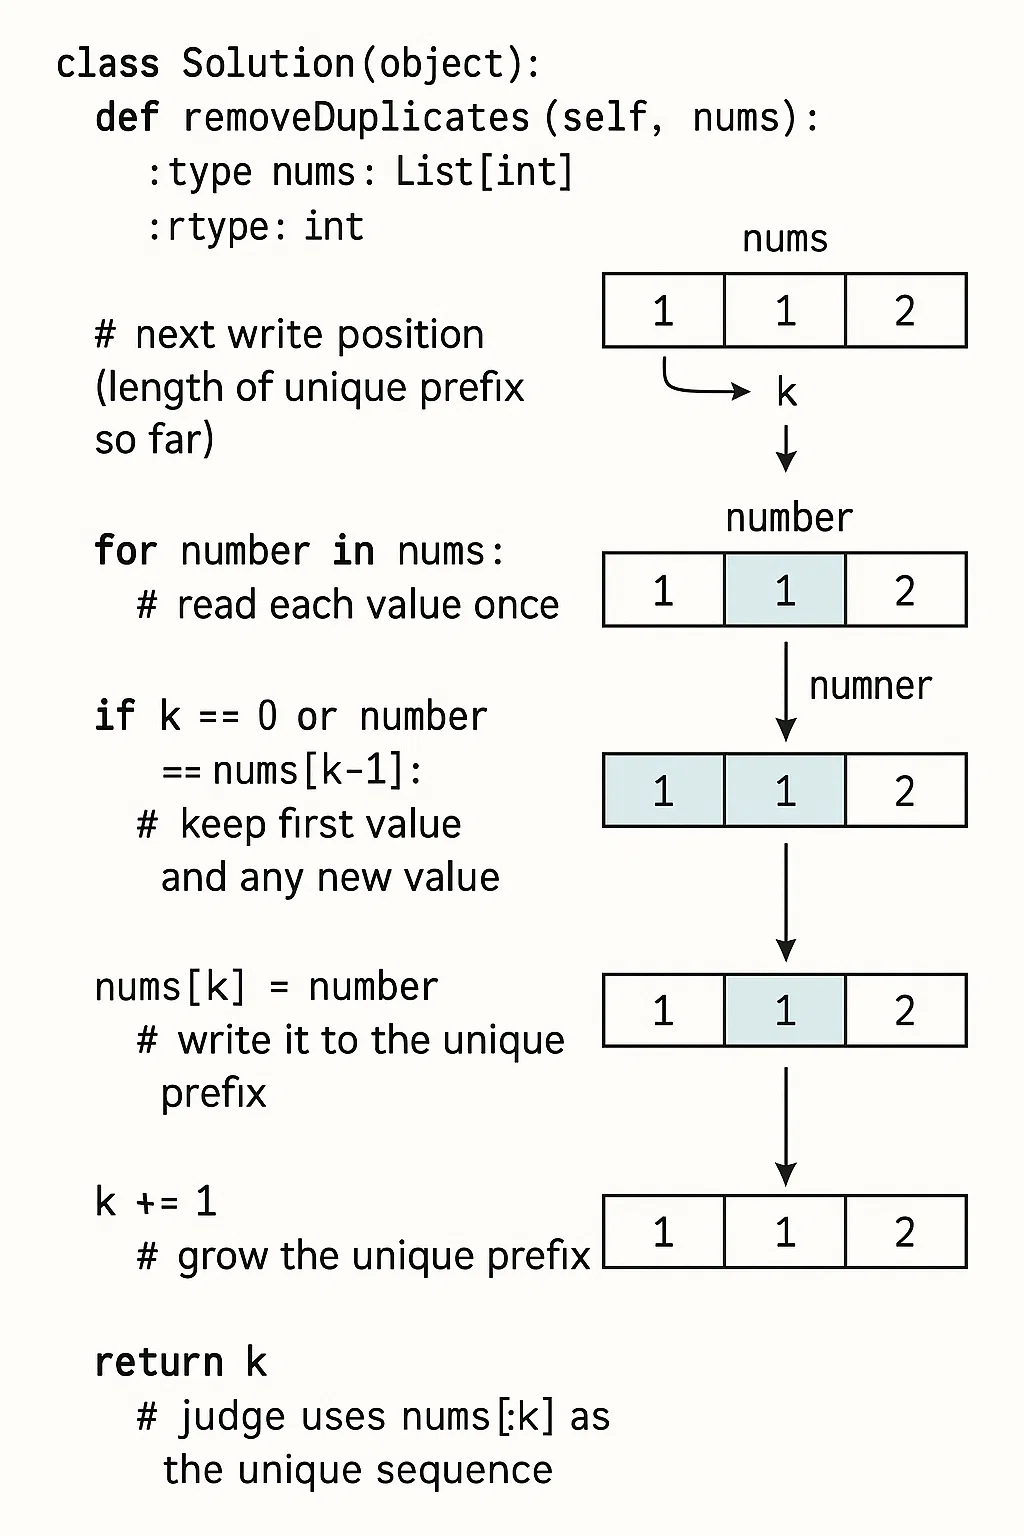 class Solution(object):
def removeDuplicates(self, nums):
:type nums: List[int]
:rtype: int
# next write position
(length of unique prefix
so far)
for number in nums:
# read each value once
if k == 0 or number
== nums[k-1]:
# keep first value
and any new value
nums[k] = number
# write it to the unique
prefix
k += 1
# grow the unique prefix
return k
# judge uses nums[:k] as
the unique sequence
nums
1 1 2
k
number
1 1 2
numner
1 1 2
1 1 2
1 1 2